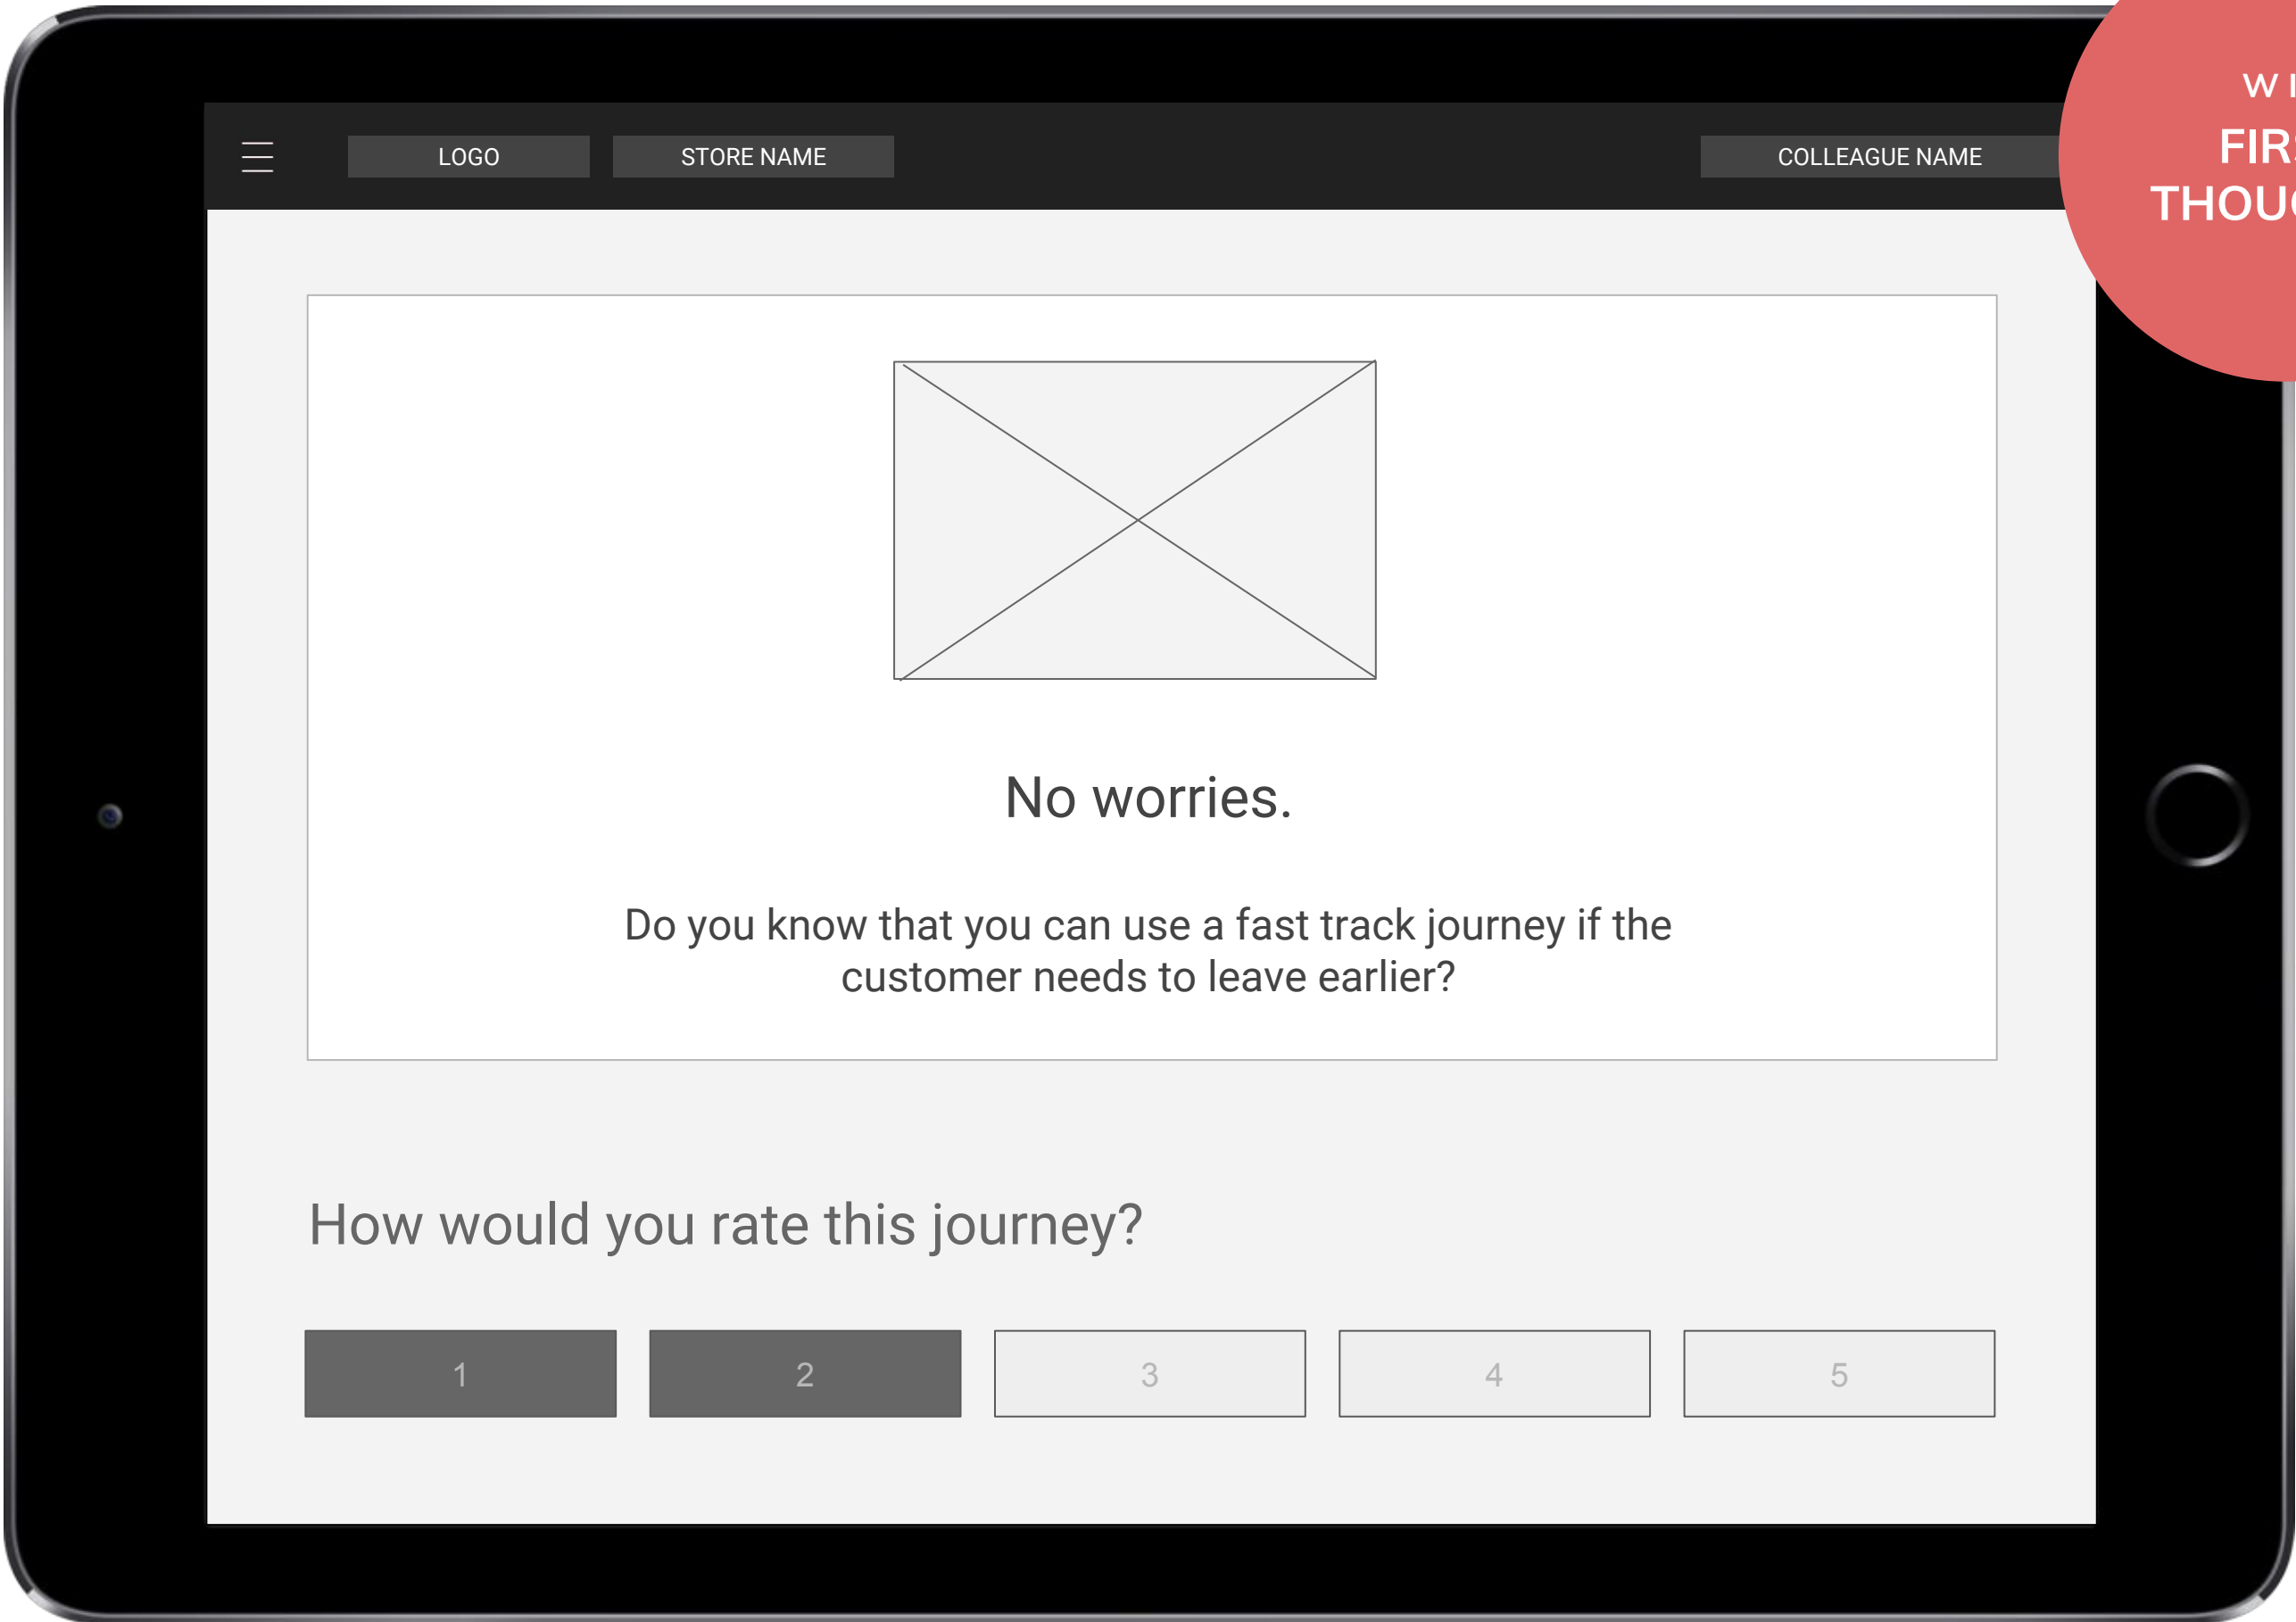 LOGO
STORE NAME
COLLEAGUE NAME
No worries.
Do you know that you can use a fast track journey if the
customer needs to leave earlier?
How would you rate this journey?
1
2
3
4
5